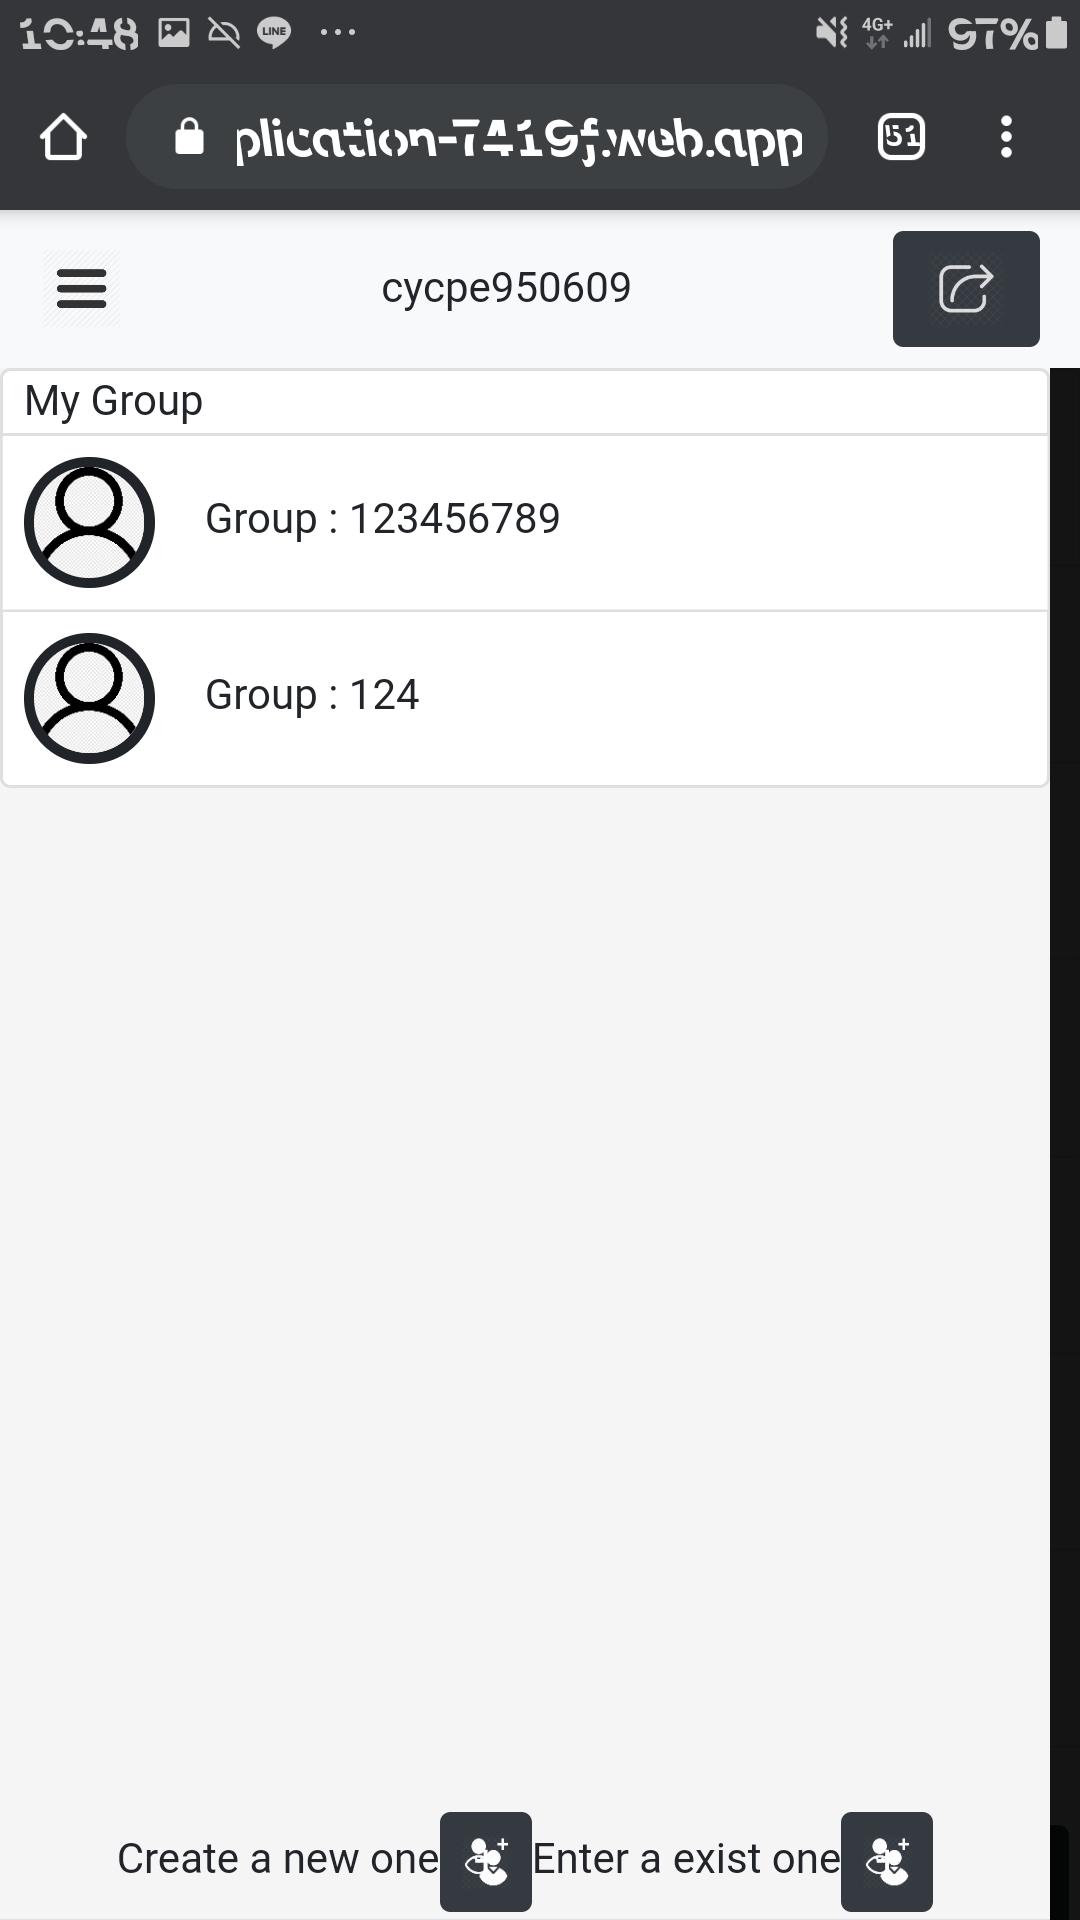 10:48 LINE 4G+ 97%
plication-7419f.web.app 51
cycpe950609
My Group
Group : 123456789
Group : 124
Create a new one Enter a exist one